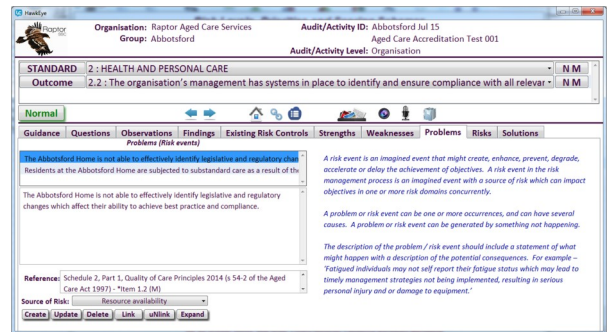 HawkEye
Raptor
Organisation: Raptor Aged Care Services
Audit/Activity ID: Abbotsford Jul 15
Group: Abbotsford
Aged Care Accreditation Test 001
Audit/Activity Level: Organisation
STANDARD 2 : HEALTH AND PERSONAL CARE N M
Outcome 2.2 : The organisation's management has systems in place to identify and ensure compliance with all relevar N M
Normal
Guidance Questions Observations Findings Existing Risk Controls Strengths Weaknesses Problems Risks Solutions
Problems (Risk events)
The Abbotsford Home is not able to effectively identify legislative and regulatory chan
Residents at the Abbotsford Home are subjected to substandard care as a result of the
The Abbotsford Home is not able to effectively identify legislative and regulatory
changes which affect their ability to achieve best practice and compliance.
Reference: Schedule 2, Part 1, Quality of Care Principles 2014 (s 54-2 of the Aged
Care Act 1997) - *Item 1.2 (M)
Source of Risk: Resource availability
Create Update Delete Link uNlink Expand
A risk event is an imagined event that might create, enhance, prevent, degrade,
accelerate or delay the achievement of objectives. A risk event in the risk
management process is an imagined event with a source of risk which can impact
objectives in one or more risk domains concurrently.
A problem or risk event can be one or more occurrences, and can have several
causes. A problem or risk event can be generated by something not happening.
The description of the problem / risk event should include a statement of what
might happen with a description of the potential consequences. For example –
'Fatigued individuals may not self report their fatigue status which may lead to
timely management strategies not being implemented, resulting in serious
personal injury and or damage to equipment.'